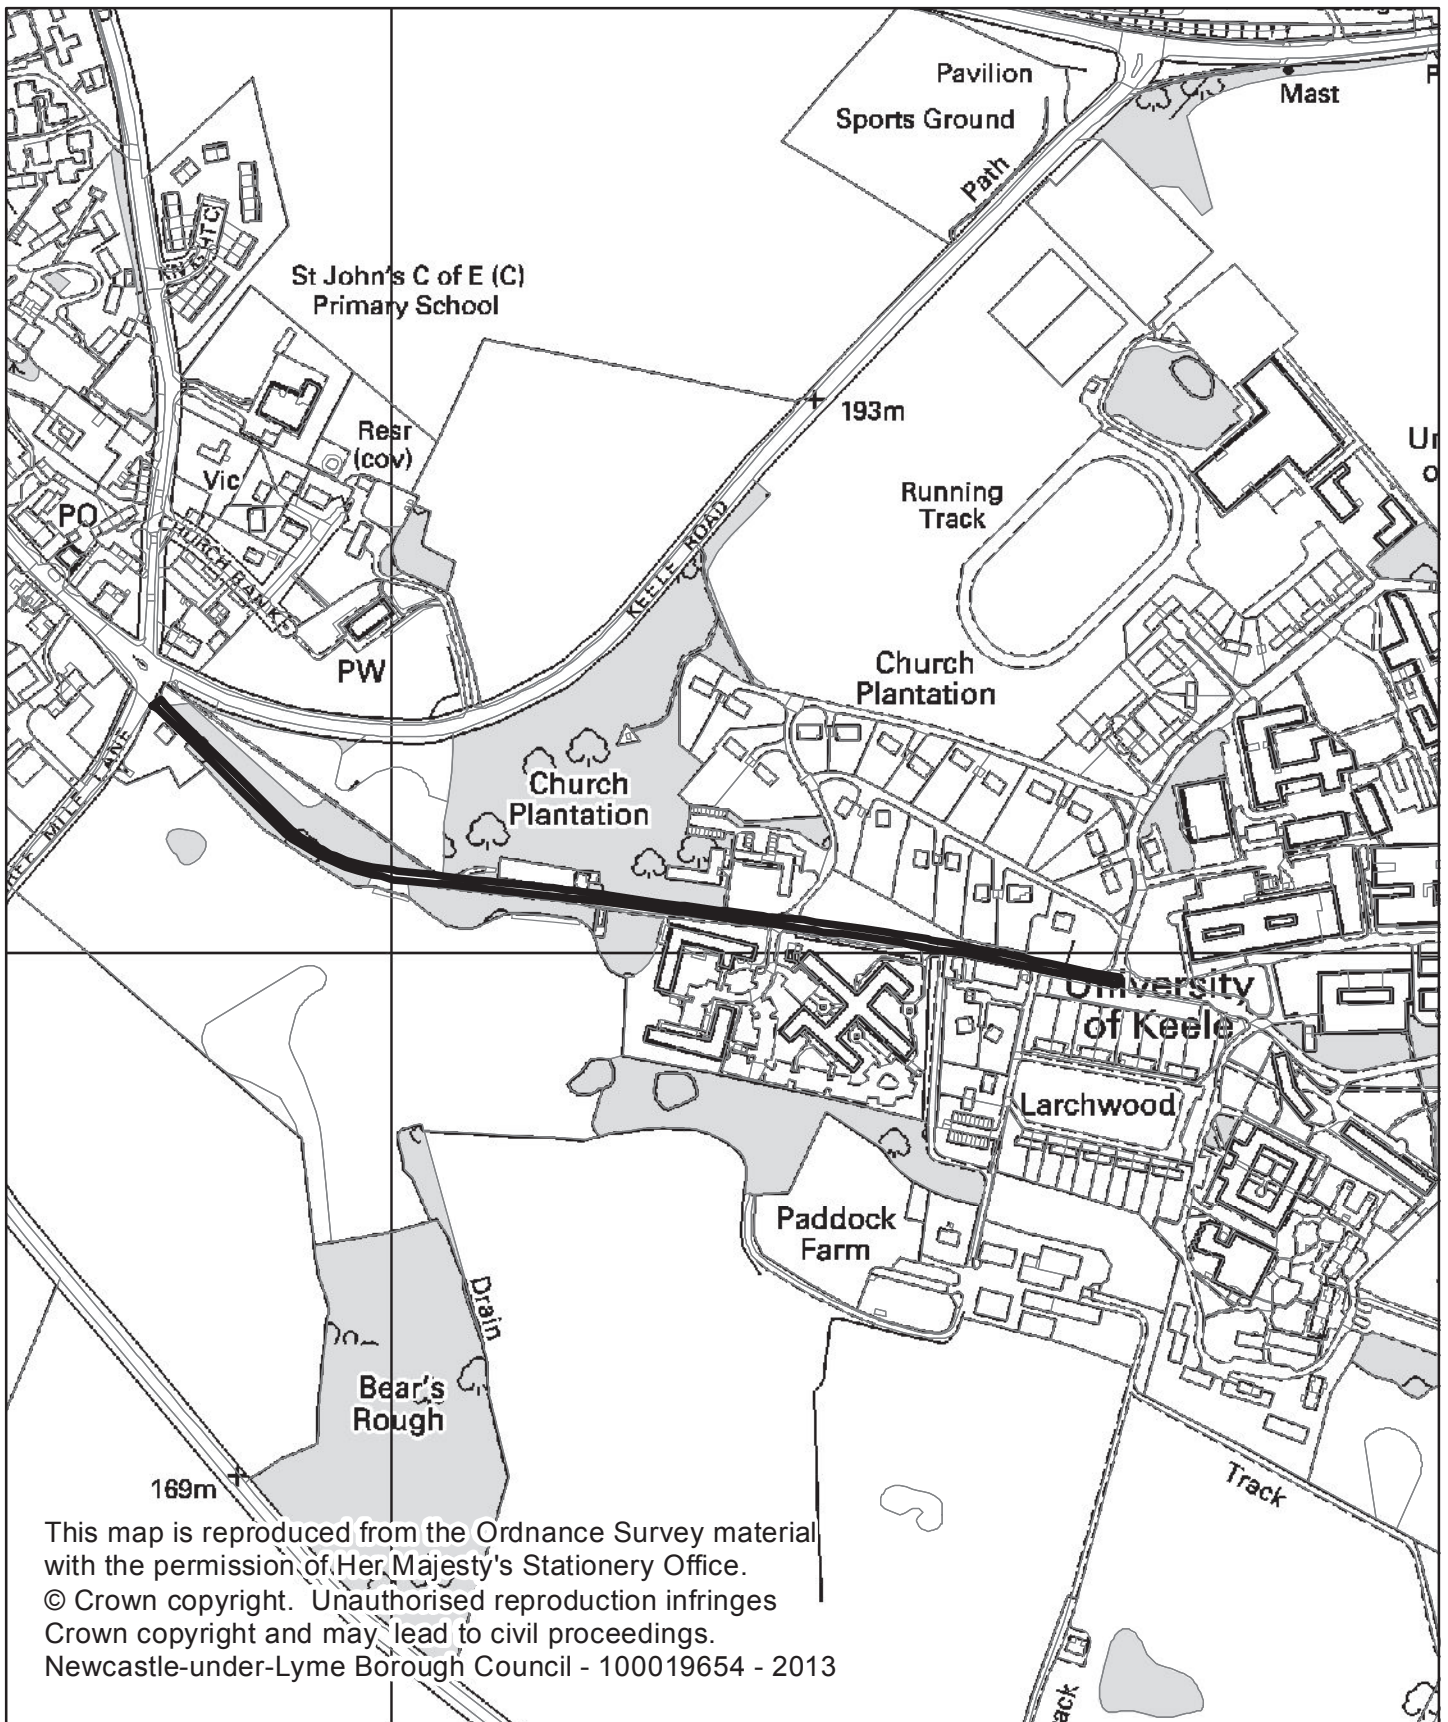 Pavilion
Mast
Sports Ground
Path
St John's C of E (C)
Primary School
193m
Resr
(cov)
Vic
Running
Track
PO
KEELE ROAD
CHURCH BANK
PW
Church
Plantation
Church
Plantation
MILE LANE
University
of Keele
Larchwood
Paddock
Farm
Drain
Bear's
Rough
169m
Track
This map is reproduced from the Ordnance Survey material
with the permission of Her Majesty's Stationery Office.
© Crown copyright. Unauthorised reproduction infringes
Crown copyright and may lead to civil proceedings.
Newcastle-under-Lyme Borough Council - 100019654 - 2013
ack